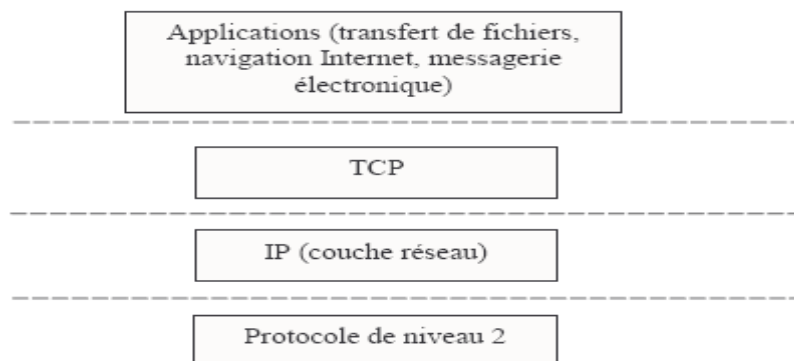 Applications (transfert de fichiers,
navigation Internet, messagerie
électronique)
TCP
IP (couche réseau)
Protocole de niveau 2